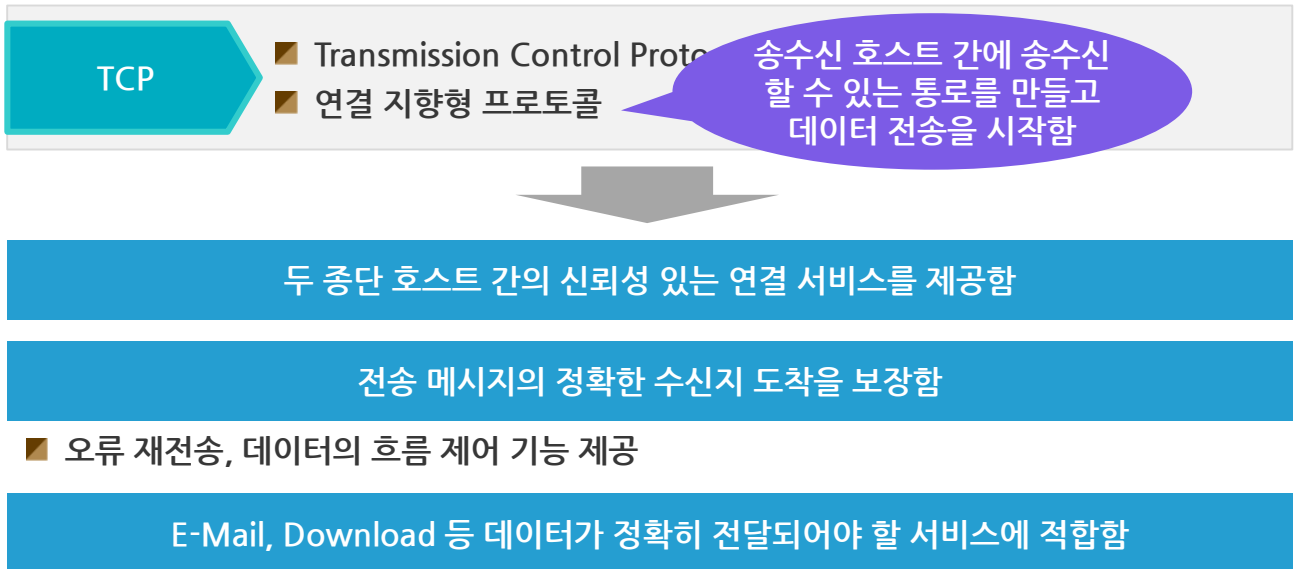 TCP
Transmission Control Proto
연결 지향형 프로토콜
송수신 호스트 간에 송수신
할 수 있는 통로를 만들고
데이터 전송을 시작함
두 종단 호스트 간의 신뢰성 있는 연결 서비스를 제공함
전송 메시지의 정확한 수신지 도착을 보장함
오류 재전송, 데이터의 흐름 제어 기능 제공
E-Mail, Download 등 데이터가 정확히 전달되어야 할 서비스에 적합함